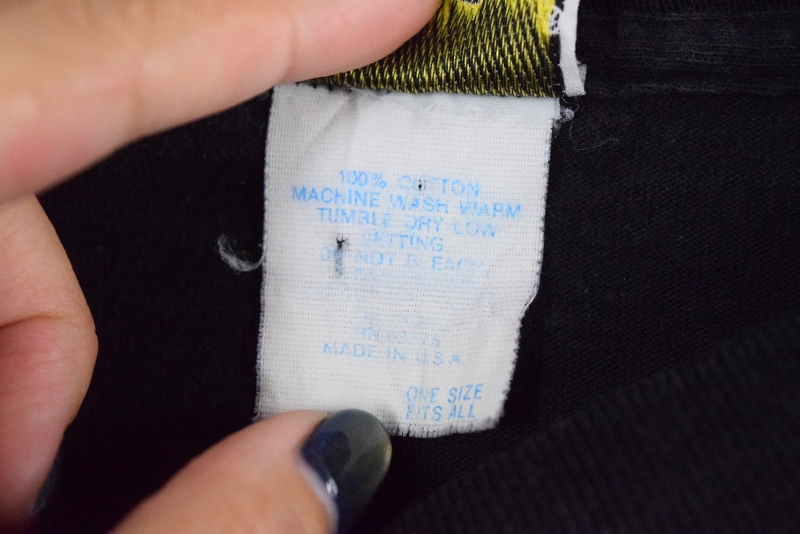 100% COTTON
MACHINE WASH WARM
TUMBLE DRY LOW
SETTING
DO NOT BLEACH
MADE IN U.S.A.
ONE SIZE
FITS ALL